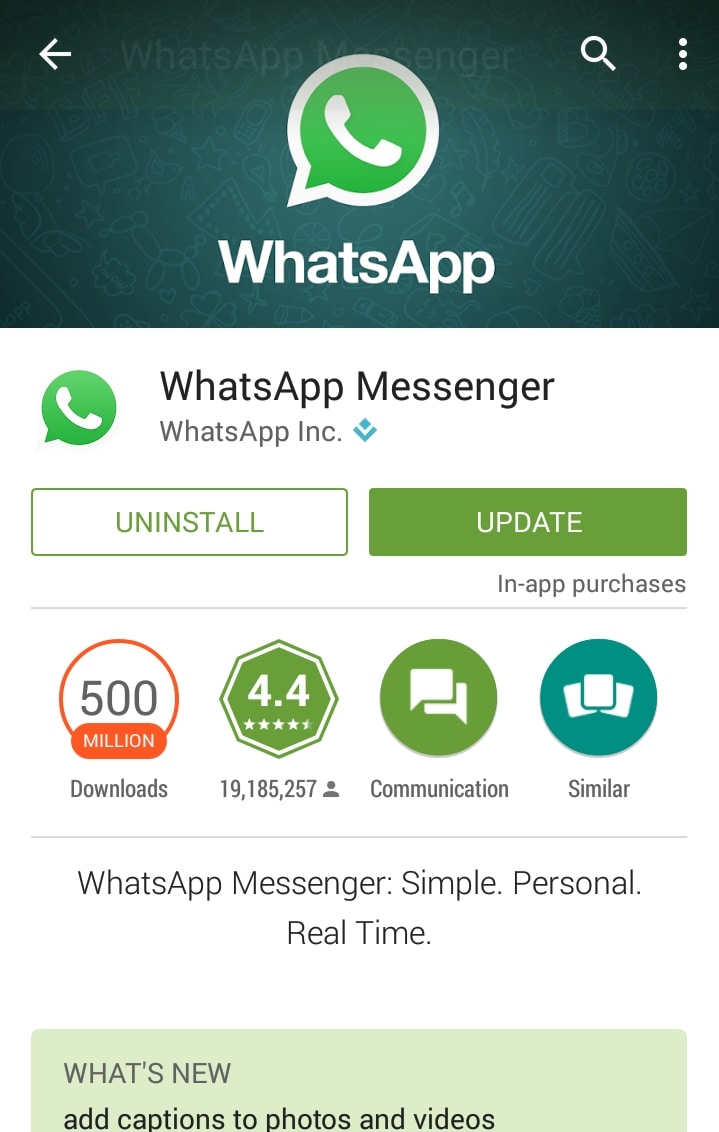 WhatsApp Messenger
WhatsApp
WhatsApp Messenger
WhatsApp Inc.
UNINSTALL
UPDATE
In-app purchases
500
MILLION
Downloads
4.4
19,185,257
Communication
Similar
WhatsApp Messenger: Simple. Personal.
Real Time.
WHAT'S NEW
add captions to photos and videos